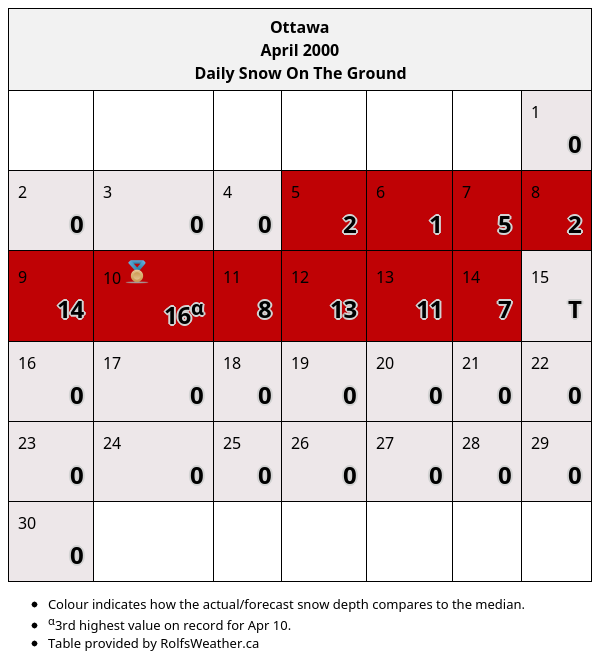 Ottawa
April 2000
Daily Snow On The Ground
1
0
2 3 4 5 6 7 8
0 0 0 2 1 5 2
9 10 11 12 13 14 15
14 16α 8 13 11 7 T
16 17 18 19 20 21 22
0 0 0 0 0 0 0
23 24 25 26 27 28 29
0 0 0 0 0 0 0
30
0
• Colour indicates how the actual/forecast snow depth compares to the median.
• α3rd highest value on record for Apr 10.
• Table provided by RolfsWeather.ca